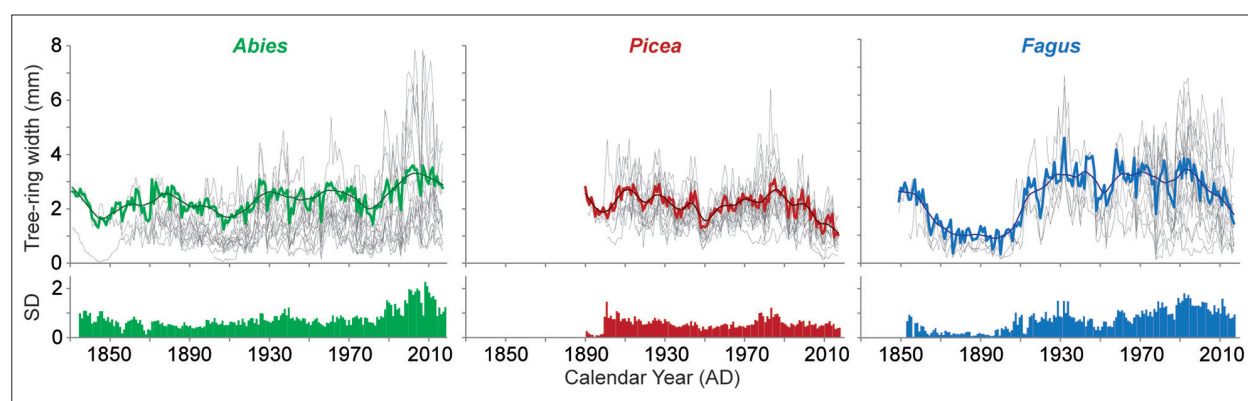 Abies Picea Fagus
Tree-ring width (mm)
8
6
4
2
0
SD
2
0
1850 1890 1930 1970 2010 1850 1890 1930 1970 2010 1850 1890 1930 1970 2010
Calendar Year (AD)